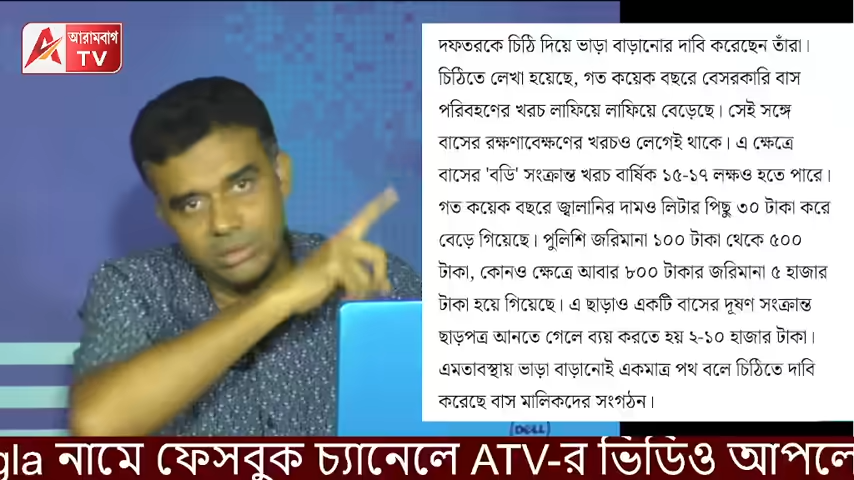 আরামবাগ
TV
দফতরকে চিঠি দিয়ে ভাড়া বাড়ানোর দাবি করেছেন তাঁরা।
চিঠিতে লেখা হয়েছে, গত কয়েক বছরে বেসরকারি বাস
পরিবহণের খরচ লাফিয়ে লাফিয়ে বেড়েছে। সেই সঙ্গে
বাসের রক্ষণাবেক্ষণের খরচও লেগেই থাকে। এ ক্ষেত্রে
বাসের 'বডি' সংক্রান্ত খরচ বার্ষিক ১৫-১৭ লক্ষও হতে পারে।
গত কয়েক বছরে জ্বালানির দামও লিটার পিছু ৩০ টাকা করে
বেড়ে গিয়েছে। পুলিশি জরিমানা ১০০ টাকা থেকে ৫০০
টাকা, কোনও ক্ষেত্রে আবার ৮০০ টাকার জরিমানা ৫ হাজার
টাকা হয়ে গিয়েছে। এ ছাড়াও একটি বাসের দূষণ সংক্রান্ত
ছাড়পত্র আনতে গেলে ব্যয় করতে হয় ২-১০ হাজার টাকা।
এমতাবস্থায় ভাড়া বাড়ানোই একমাত্র পথ বলে চিঠিতে দাবি
করেছে বাস মালিকদের সংগঠন।
DELL
gla নামে ফেসবুক চ্যানেলে ATV-র ভিডিও আপলো